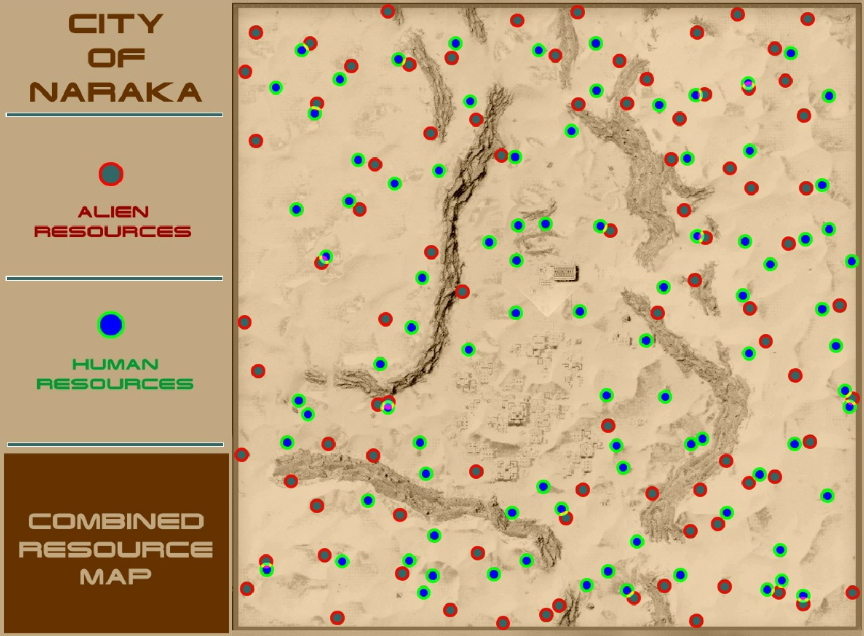 CITY
OF
NARAKA
ALIEN
RESOURCES
HUMAN
RESOURCES
COMBINED
RESOURCE
MAP